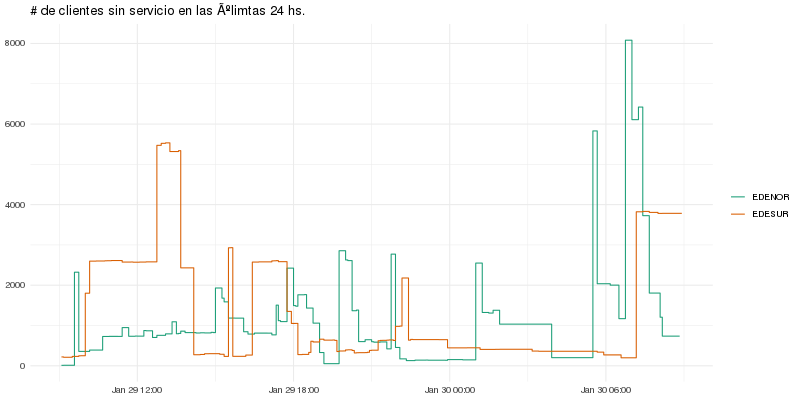 # de clientes sin servicio en las Ãºlimtas 24 hs.
8000
6000
4000
2000
0
Jan 29 12:00
Jan 29 18:00
Jan 30 00:00
Jan 30 06:00
EDENOR
EDESUR